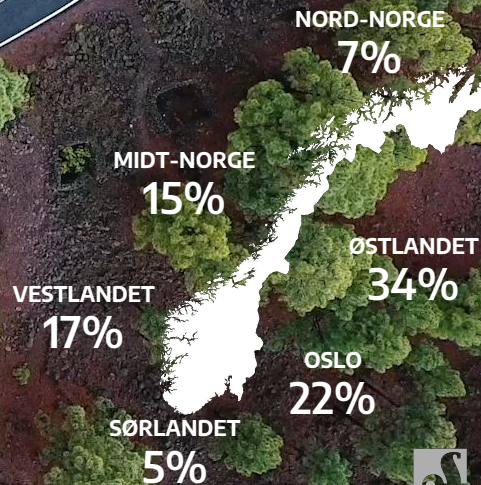 NORD-NORGE
7%
MIDT-NORGE
15%
ØSTLANDET
34%
VESTLANDET
17%
OSLO
22%
SØRLANDET
5%